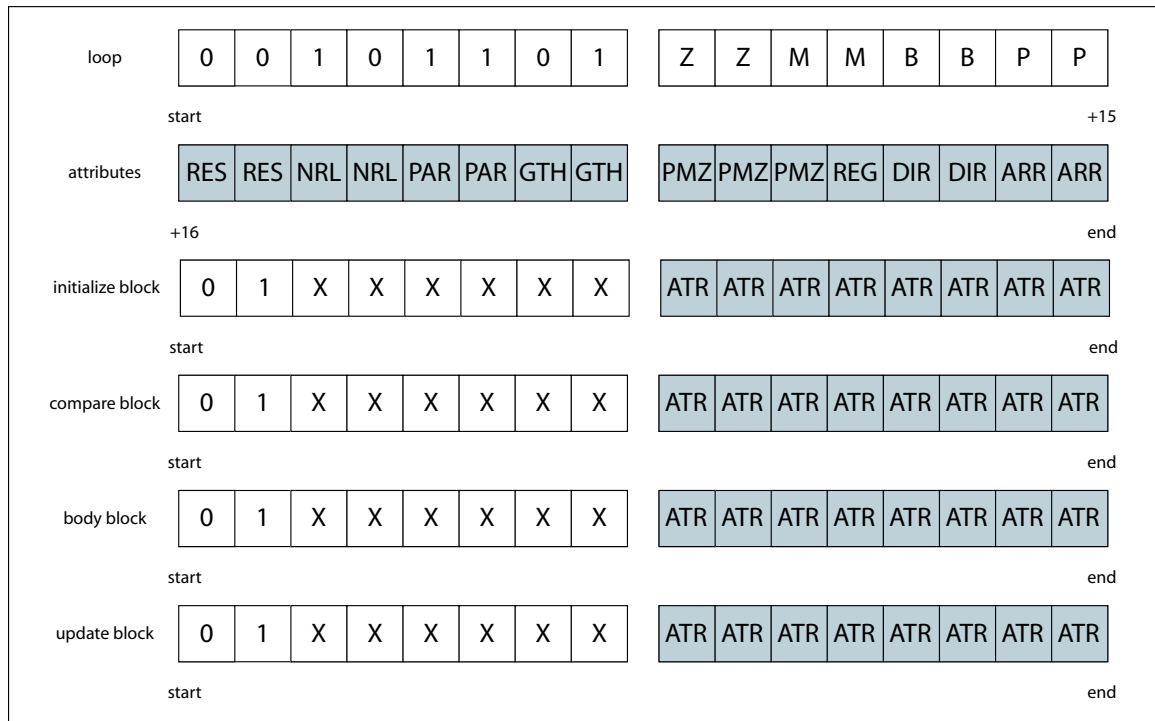 loop 0 0 1 0 1 1 0 1 Z Z M M B B P P
start +15
attributes RES RES NRL NRL PAR PAR GTH GTH PMZ PMZ PMZ REG DIR DIR ARR ARR
+16 end
initialize block 0 1 X X X X X X ATR ATR ATR ATR ATR ATR ATR ATR
start end
compare block 0 1 X X X X X X ATR ATR ATR ATR ATR ATR ATR ATR
start end
body block 0 1 X X X X X X ATR ATR ATR ATR ATR ATR ATR ATR
start end
update block 0 1 X X X X X X ATR ATR ATR ATR ATR ATR ATR ATR
start end